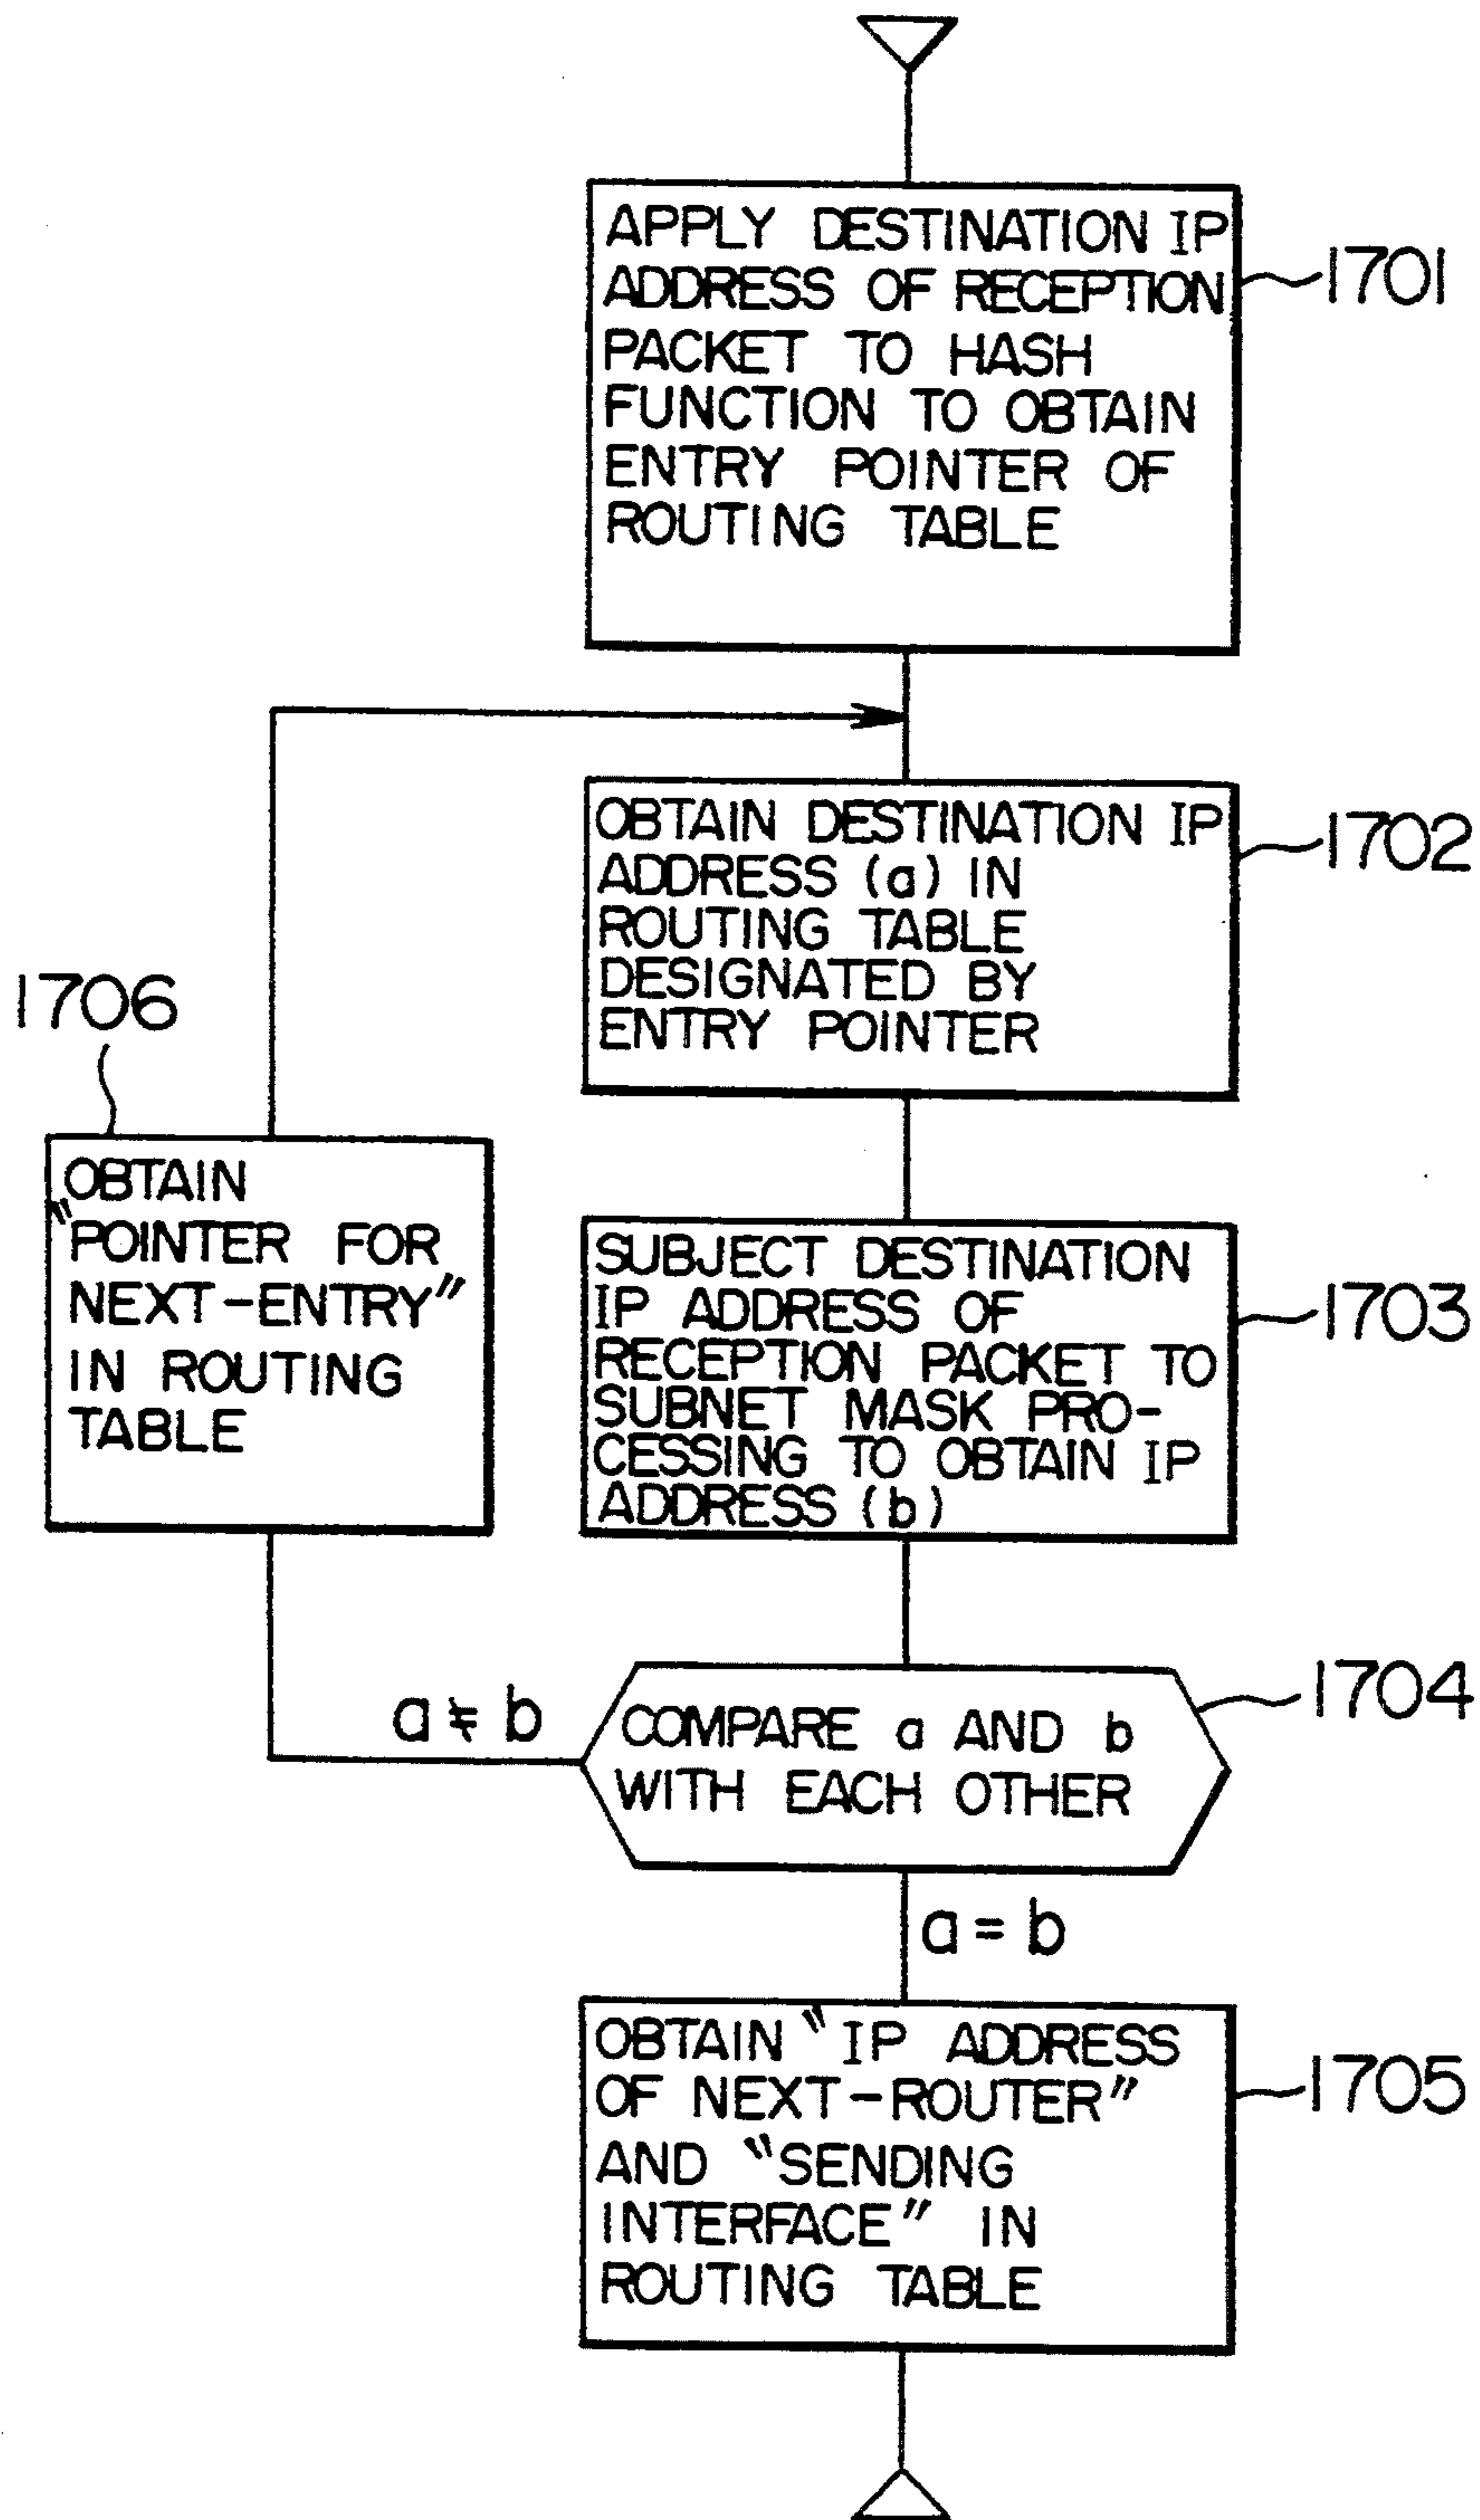 APPLY DESTINATION IP
ADDRESS OF RECEPTION
PACKET TO HASH
FUNCTION TO OBTAIN
ENTRY POINTER OF
ROUTING TABLE
1701
OBTAIN DESTINATION IP
ADDRESS (a) IN
ROUTING TABLE
DESIGNATED BY
ENTRY POINTER
1702
1706
OBTAIN
"POINTER FOR
NEXT-ENTRY"
IN ROUTING
TABLE
SUBJECT DESTINATION
IP ADDRESS OF
RECEPTION PACKET TO
SUBNET MASK PRO-
CESSING TO OBTAIN IP
ADDRESS (b)
1703
a ≠ b
COMPARE a AND b
WITH EACH OTHER
1704
a = b
OBTAIN "IP ADDRESS
OF NEXT-ROUTER"
AND "SENDING
INTERFACE" IN
ROUTING TABLE
1705